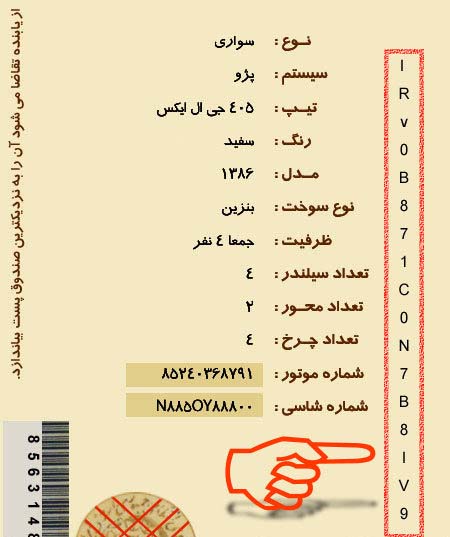 نوع : سواری
سیستم : پژو
تیپ : ۴۰۵ جی ال ایکس
رنگ : سفید
مدل : ۱۳۸۶
نوع سوخت : بنزین
ظرفیت : جمعا ۴ نفر
تعداد سیلندر : ۴
تعداد محور : ۲
تعداد چرخ : ۴
شماره موتور : ۸۵۲۴۰۳۶۸۷۹۱
شماره شاسی : N۸۸۵OY۸۸۸۰۰
IR۷0B871C0N7B8IV9
از یابنده تقاضا می شود آن را به نزدیکترین صندوق پست بیاندازد.
8563148